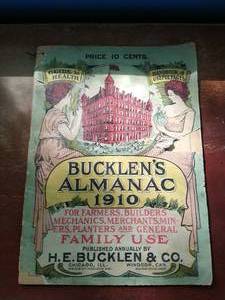 PRICE 10 CENTS.
HEALTH
BUCKLEN'S
ALMANAC
1910
FOR FARMERS, BUILDERS
MECHANICS, MERCHANTS, MIN-
ERS, PLANTERS AND GENERAL
FAMILY USE
PUBLISHED ANNUALLY BY
H. E. BUCKLEN & CO.
CHICAGO, ILL. WINDSOR, CAN.